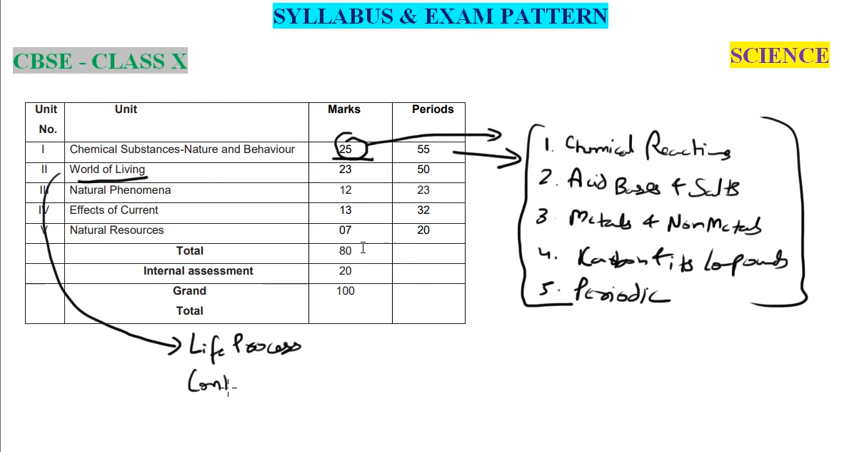 SYLLABUS & EXAM PATTERN
CBSE - CLASS X
SCIENCE
Unit No. Unit Marks Periods
I Chemical Substances-Nature and Behaviour 25 55
II World of Living 23 50
III Natural Phenomena 12 23
IV Effects of Current 13 32
V Natural Resources 07 20
Total 80
Internal assessment 20
Grand Total 100
1. Chemical Reactions
2. Acid Bases & Salts
3 Metals & NonMetals
4. Karbon & its Compounds
5. Periodic
Life Process
Cont-